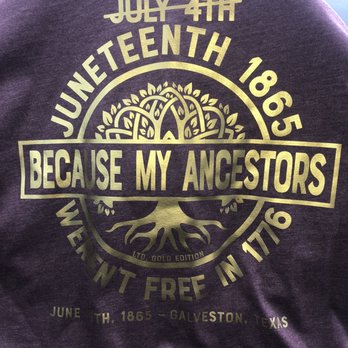 JULY 4TH
JUNETEENTH 1865
BECAUSE MY ANCESTORS
LTD. GOLD EDITION
WEREN'T FREE IN 1776
JUNE 1865 – GALVESTON, TEXAS